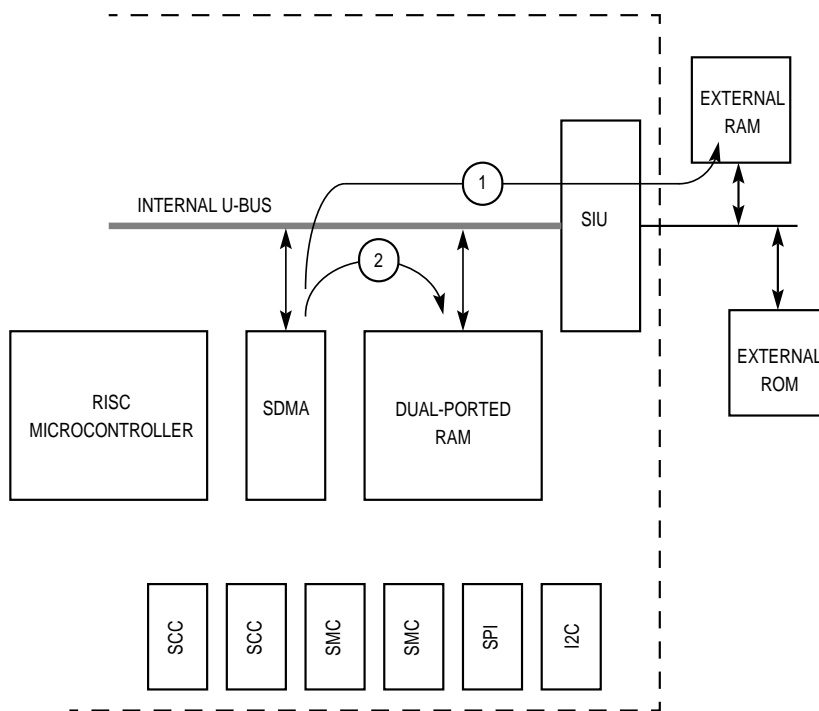 EXTERNAL
RAM
1
INTERNAL U-BUS
SIU
2
EXTERNAL
ROM
RISC
MICROCONTROLLER
SDMA
DUAL-PORTED
RAM
SCC
SCC
SMC
SMC
SPI
I2C